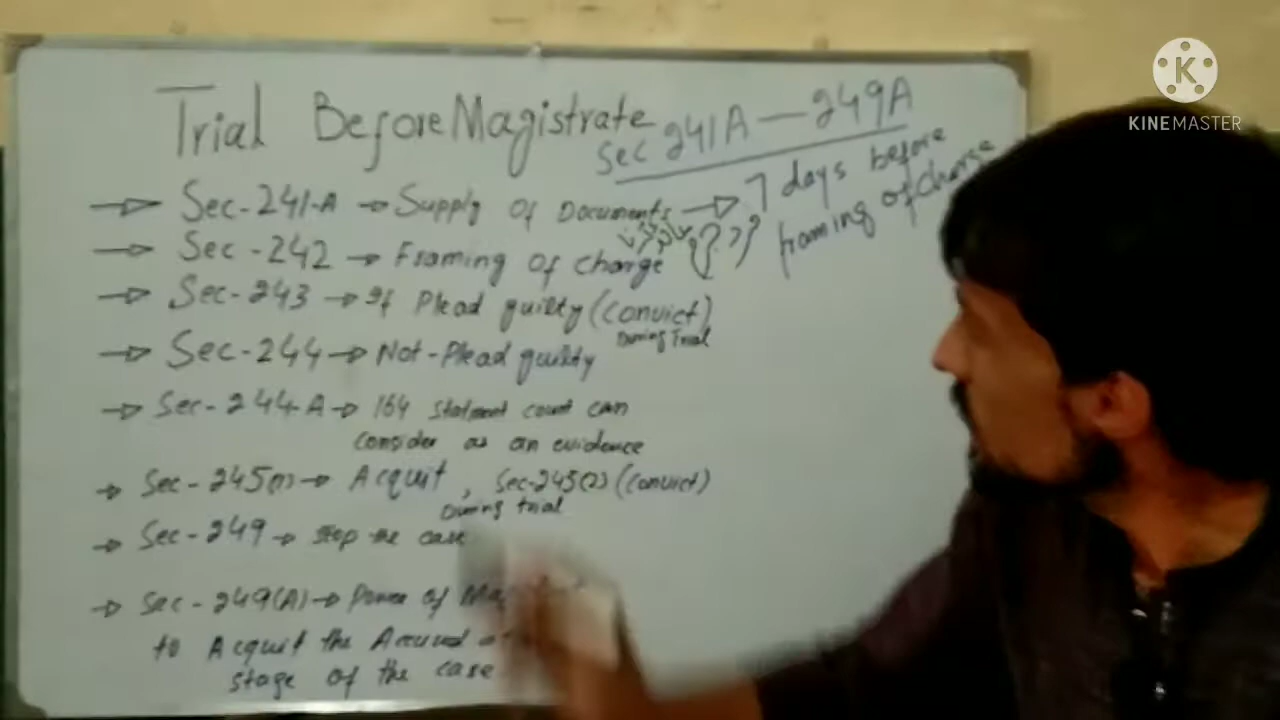 Trial Before Magistrate
Sec 241A — 249A
→ Sec-241-A → Supply of Documents → 7 days before
framing of charge
→ Sec-242 → Framing of charge
→ Sec-243 → If Plead guilty (convict)
During Trial
→ Sec-244 → Not-Plead guilty
→ Sec-244-A → 164 statment court can
consider as an evidence
→ Sec-245(1) → Acquit, Sec-245(2) (convict)
During trial
→ Sec-249 → stop the case
→ Sec-249(A) → Power of
to Acquit the Accused
stage of the case
KINEMASTER